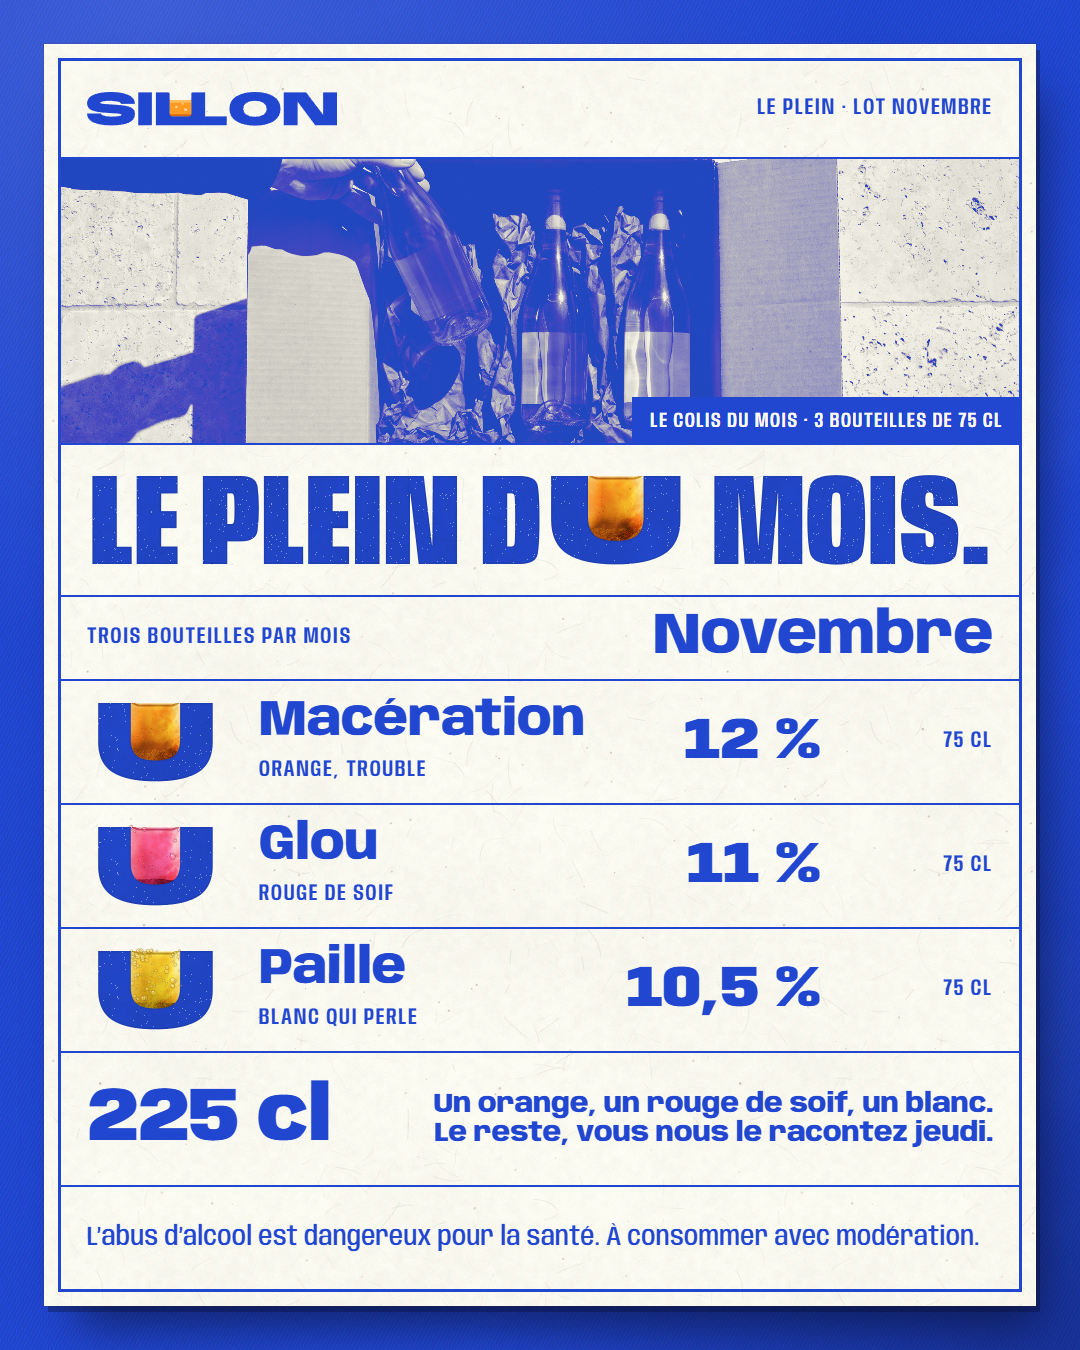 SILLON
LE PLEIN · LOT NOVEMBRE
LE COLIS DU MOIS · 3 BOUTEILLES DE 75 CL
LE PLEIN DU MOIS.
TROIS BOUTEILLES PAR MOIS
Novembre
Macération
ORANGE, TROUBLE
12 %
75 CL
Glou
ROUGE DE SOIF
11 %
75 CL
Paille
BLANC QUI PERLE
10,5 %
75 CL
225 cl
Un orange, un rouge de soif, un blanc.
Le reste, vous nous le racontez jeudi.
L'abus d'alcool est dangereux pour la santé. À consommer avec modération.